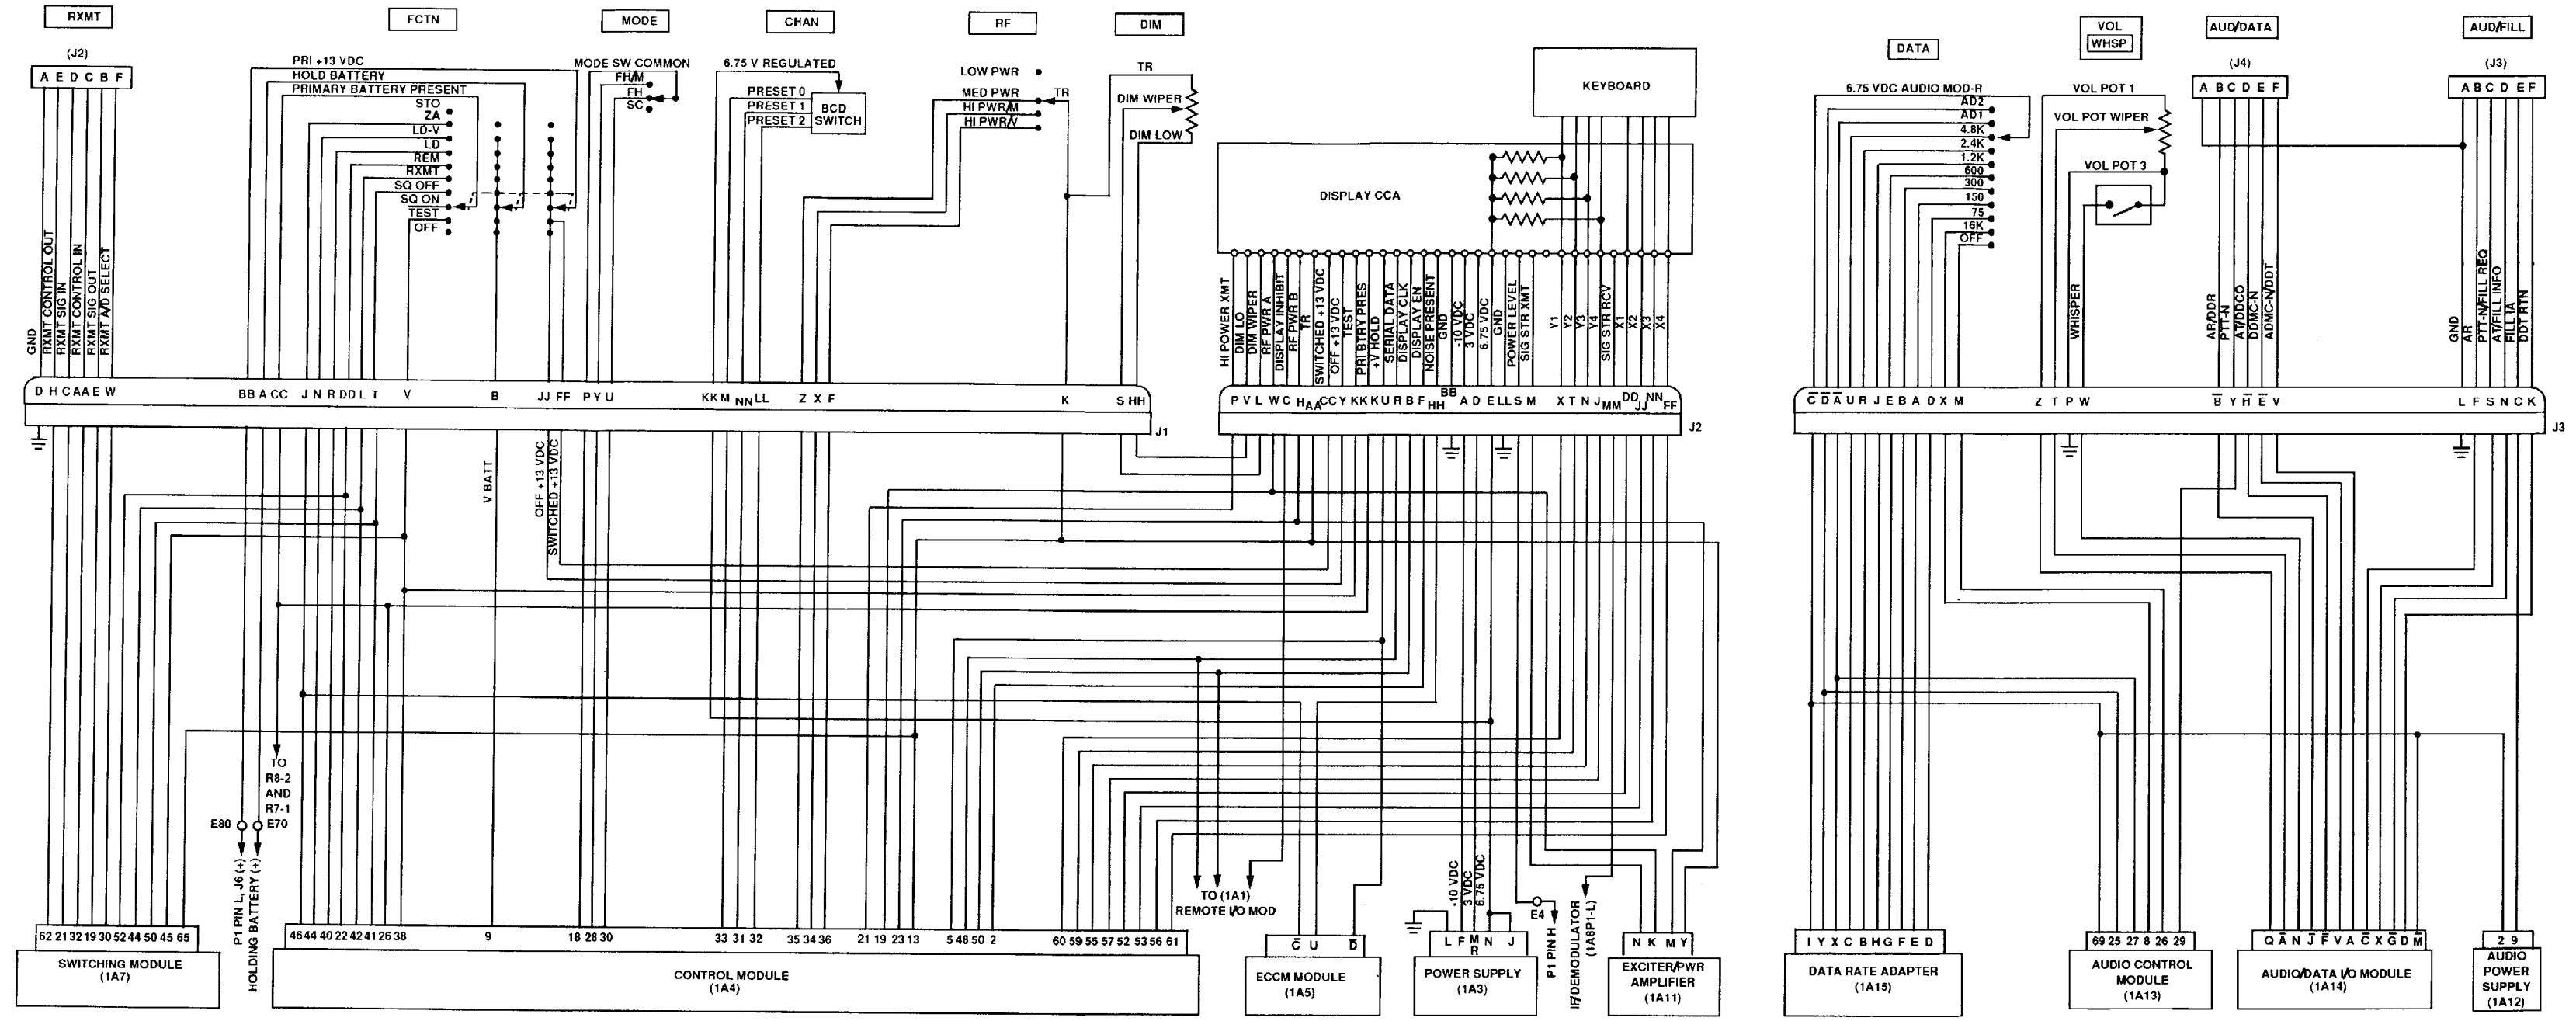 RXMT
FCTN
MODE
CHAN
RF
DIM
DATA
VOL
WHSP
AUD/DATA
AUD/FILL
(J2)
A E D C B F
PRI +13 VDC
HOLD BATTERY
PRIMARY BATTERY PRESENT
STO
ZA
LD-V
LD
REM
RXMT
SQ OFF
SQ ON
TEST
OFF
MODE SW COMMON
FH/M
FH
SC
6.75 V REGULATED
PRESET 0
PRESET 1
PRESET 2
BCD
SWITCH
LOW PWR
MED PWR
HI PWR/M
HI PWR/V
TR
TR
DIM WIPER
DIM LOW
KEYBOARD
DISPLAY CCA
6.75 VDC AUDIO MOD-R
AD2
AD1
4.8K
2.4K
1.2K
600
300
150
75
16K
OFF
VOL POT 1
VOL POT WIPER
VOL POT 3
(J4)
A B C D E F
(J3)
A B C D E F
GND
RXMT CONTROL OUT
RXMT SIG IN
RXMT CONTROL IN
RXMT SIG OUT
RXMT A/D SELECT
HI POWER XMT
DIM LO
DIM WIPER
RF PWR A
DISPLAY INHIBIT
RF PWR B
TR
SWITCHED +13 VDC
OFF +13 VDC
TEST
PRI BTRY PRES
+V HOLD
SERIAL DATA
DISPLAY CLK
DISPLAY EN
NOISE PRESENT
GND
-10 VDC
3 VDC
6.75 VDC
GND
POWER LEVEL
SIG STR XMT
Y1
Y2
Y3
Y4
SIG STR RCV
X1
X2
X3
X4
WHISPER
AR/DDR
PTT-N
AT/DDCO
DDMC-N
ADMC-N/DDT
GND
AR
PTT-N/FILL REQ
AT/FILL INFO
FILL IA
DDT RTN
D H C AA E W BB A CC J N R DD L T V B JJ FF P Y U KK M NN LL Z X F K S HH
J1
P V L W C H AA CC Y KK K U R B F HH BB A D E LL S M X T N J MM DD JJ NN FF
J2
C̅ D̅ A̅ U R J E B A D X M Z T P W B̅ Y H̅ E̅ V L F S N C K
J3
V BATT
OFF +13 VDC
SWITCHED +13 VDC
TO
R8-2
AND
R7-1
E80
E70
P1 PIN L, J6 (+)
HOLDING BATTERY (+)
TO (1A1)
REMOTE I/O MOD
-10 VDC
3 VDC
6.75 VDC
E4
P1 PIN H
IF/DEMODULATOR
(1A8P1-L)
62 21 32 19 30 52 44 50 45 65
SWITCHING MODULE
(1A7)
46 44 40 22 42 41 26 38 9 18 28 30 33 31 32 35 34 36 21 19 23 13 5 48 50 2 60 59 55 57 52 53 56 61
CONTROL MODULE
(1A4)
C̅ U D̅
ECCM MODULE
(1A5)
L F M N J
R
POWER SUPPLY
(1A3)
N K M Y
EXCITER/PWR
AMPLIFIER
(1A11)
I Y X C B H G F E D
DATA RATE ADAPTER
(1A15)
69 25 27 8 26 29
AUDIO CONTROL
MODULE
(1A13)
Q A̅ N J̅ F̅ V A C̅ X G̅ D M̅
AUDIO/DATA I/O MODULE
(1A14)
2 9
AUDIO
POWER
SUPPLY
(1A12)